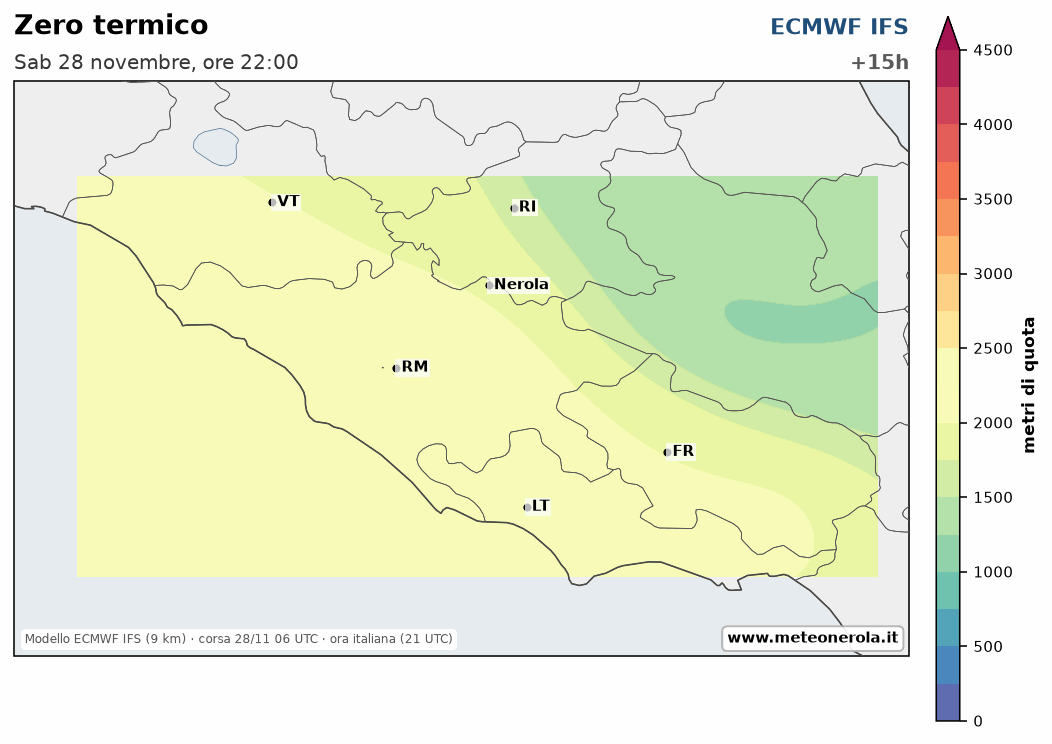 Zero termico
ECMWF IFS
Sab 28 novembre, ore 22:00
+15h
4500
4000
3500
3000
2500
2000
1500
1000
500
0
metri di quota
VT
RI
Nerola
RM
FR
LT
Modello ECMWF IFS (9 km) · corsa 28/11 06 UTC · ora italiana (21 UTC)
www.meteonerola.it